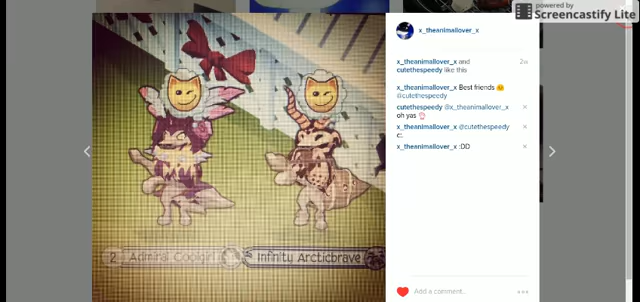 powered by
Screencastify Lite
x_theanimallover_x
x_theanimallover_x and
cutethespeedy like this
2w
x_theanimallover_x Best friends 😊
@cutethespeedy
cutethespeedy @x_theanimallover_x
oh yas 👌
x_theanimallover_x @cutethespeedy
c:
x_theanimallover_x :DD
2 Admiral Coolgirl
Infinity Arcticbrave
Add a comment...